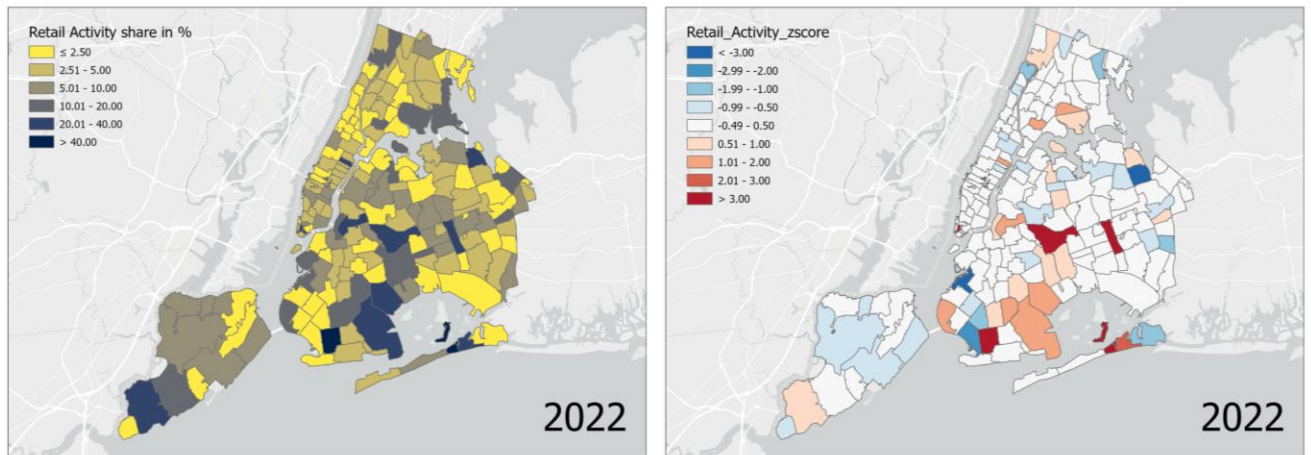 Retail Activity share in %
≤ 2.50
2.51 - 5.00
5.01 - 10.00
10.01 - 20.00
20.01 - 40.00
> 40.00
2022
Retail_Activity_zscore
< -3.00
-2.99 - -2.00
-1.99 - -1.00
-0.99 - -0.50
-0.49 - 0.50
0.51 - 1.00
1.01 - 2.00
2.01 - 3.00
> 3.00
2022